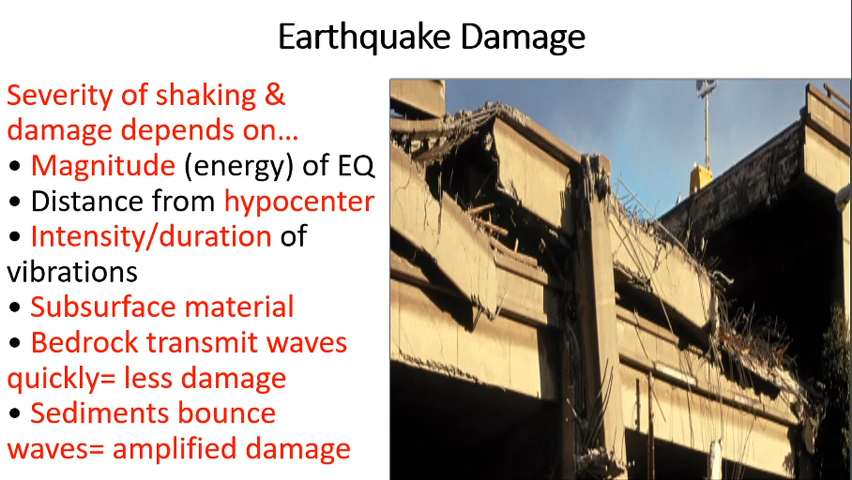 Earthquake Damage
Severity of shaking &
damage depends on...
• Magnitude (energy) of EQ
• Distance from hypocenter
• Intensity/duration of
vibrations
• Subsurface material
• Bedrock transmit waves
quickly= less damage
• Sediments bounce
waves= amplified damage